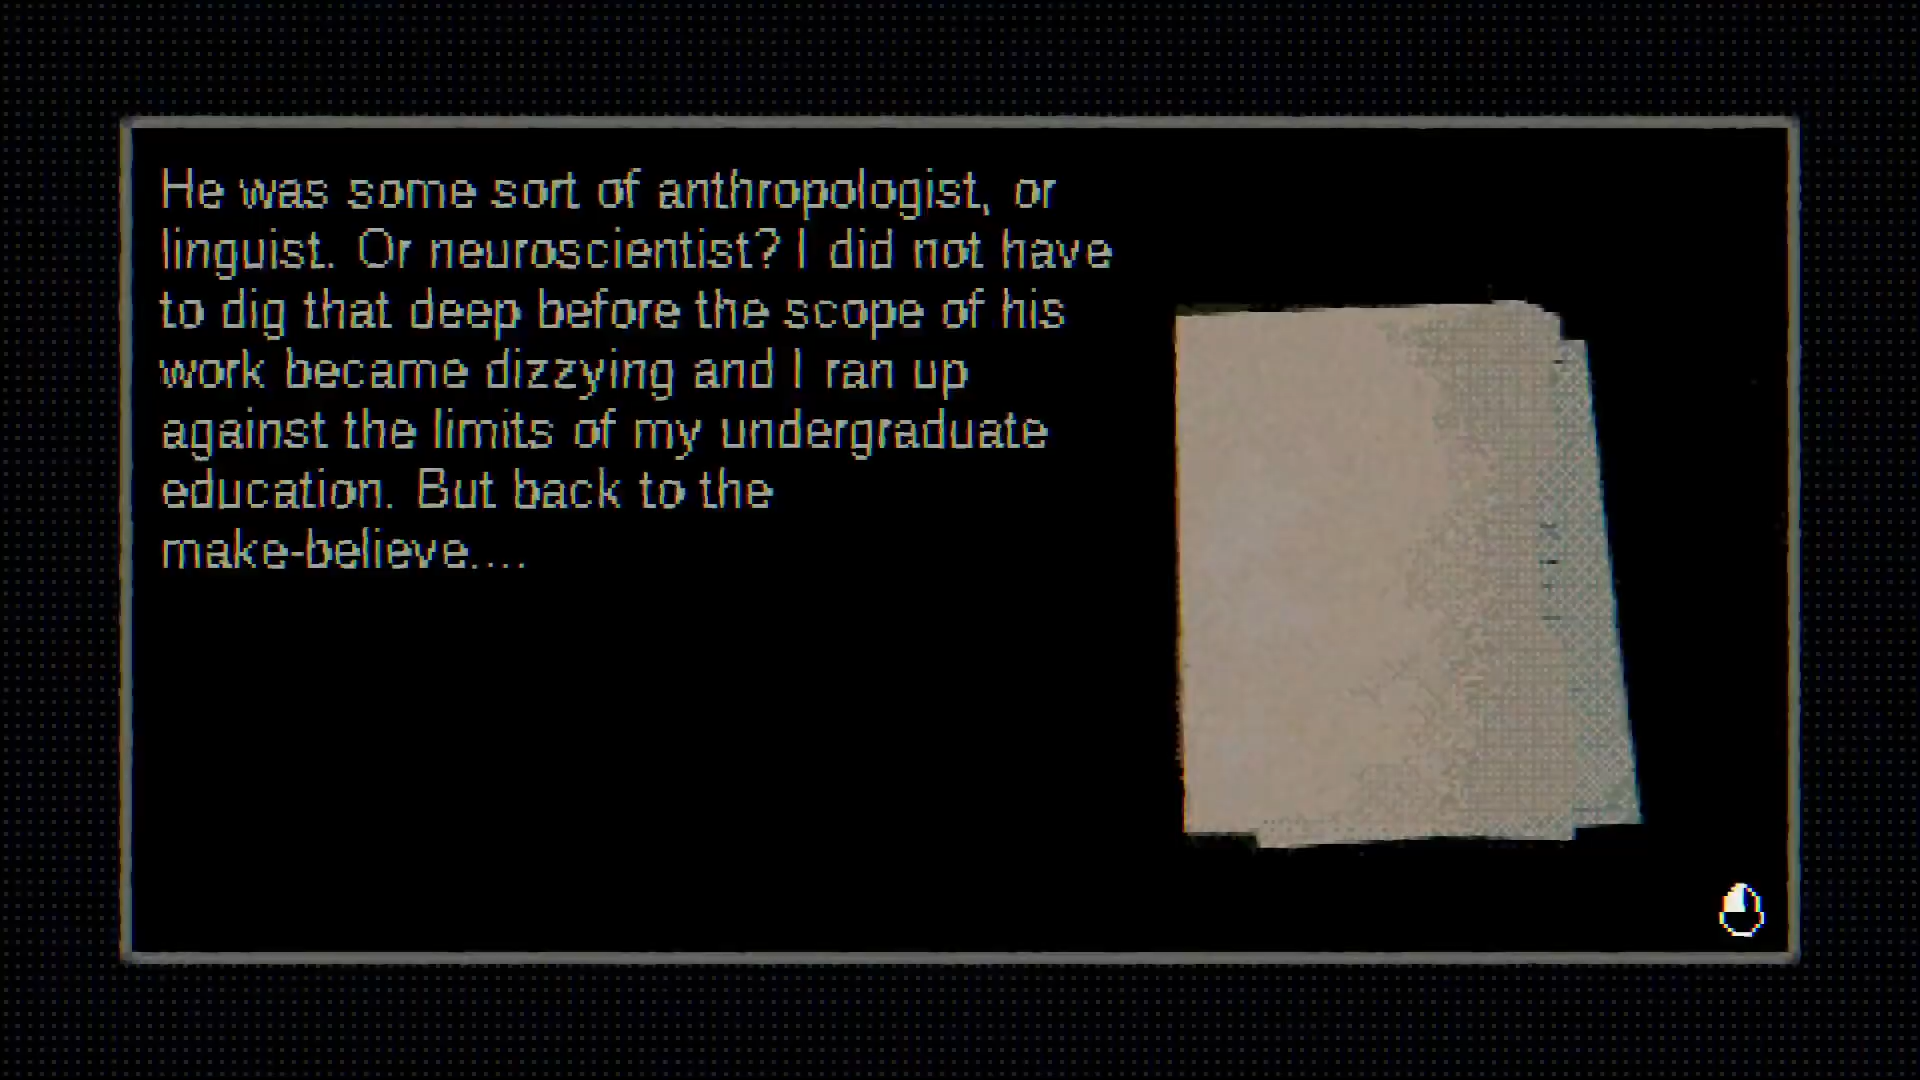 He was some sort of anthropologist, or
linguist. Or neuroscientist? I did not have
to dig that deep before the scope of his
work became dizzying and I ran up
against the limits of my undergraduate
education. But back to the
make-believe....